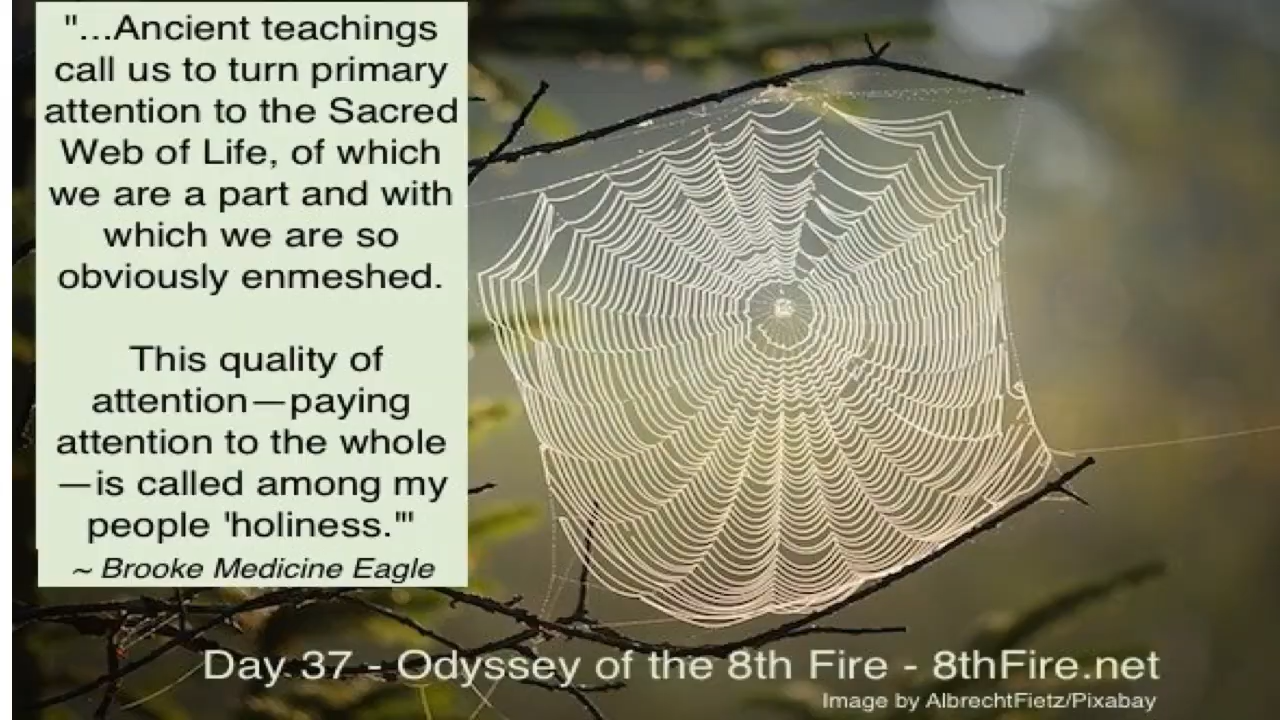 "...Ancient teachings
call us to turn primary
attention to the Sacred
Web of Life, of which
we are a part and with
which we are so
obviously enmeshed.
This quality of
attention—paying
attention to the whole
—is called among my
people 'holiness.'"
~ Brooke Medicine Eagle
Day 37 - Odyssey of the 8th Fire - 8thFire.net
Image by AlbrechtFietz/Pixabay